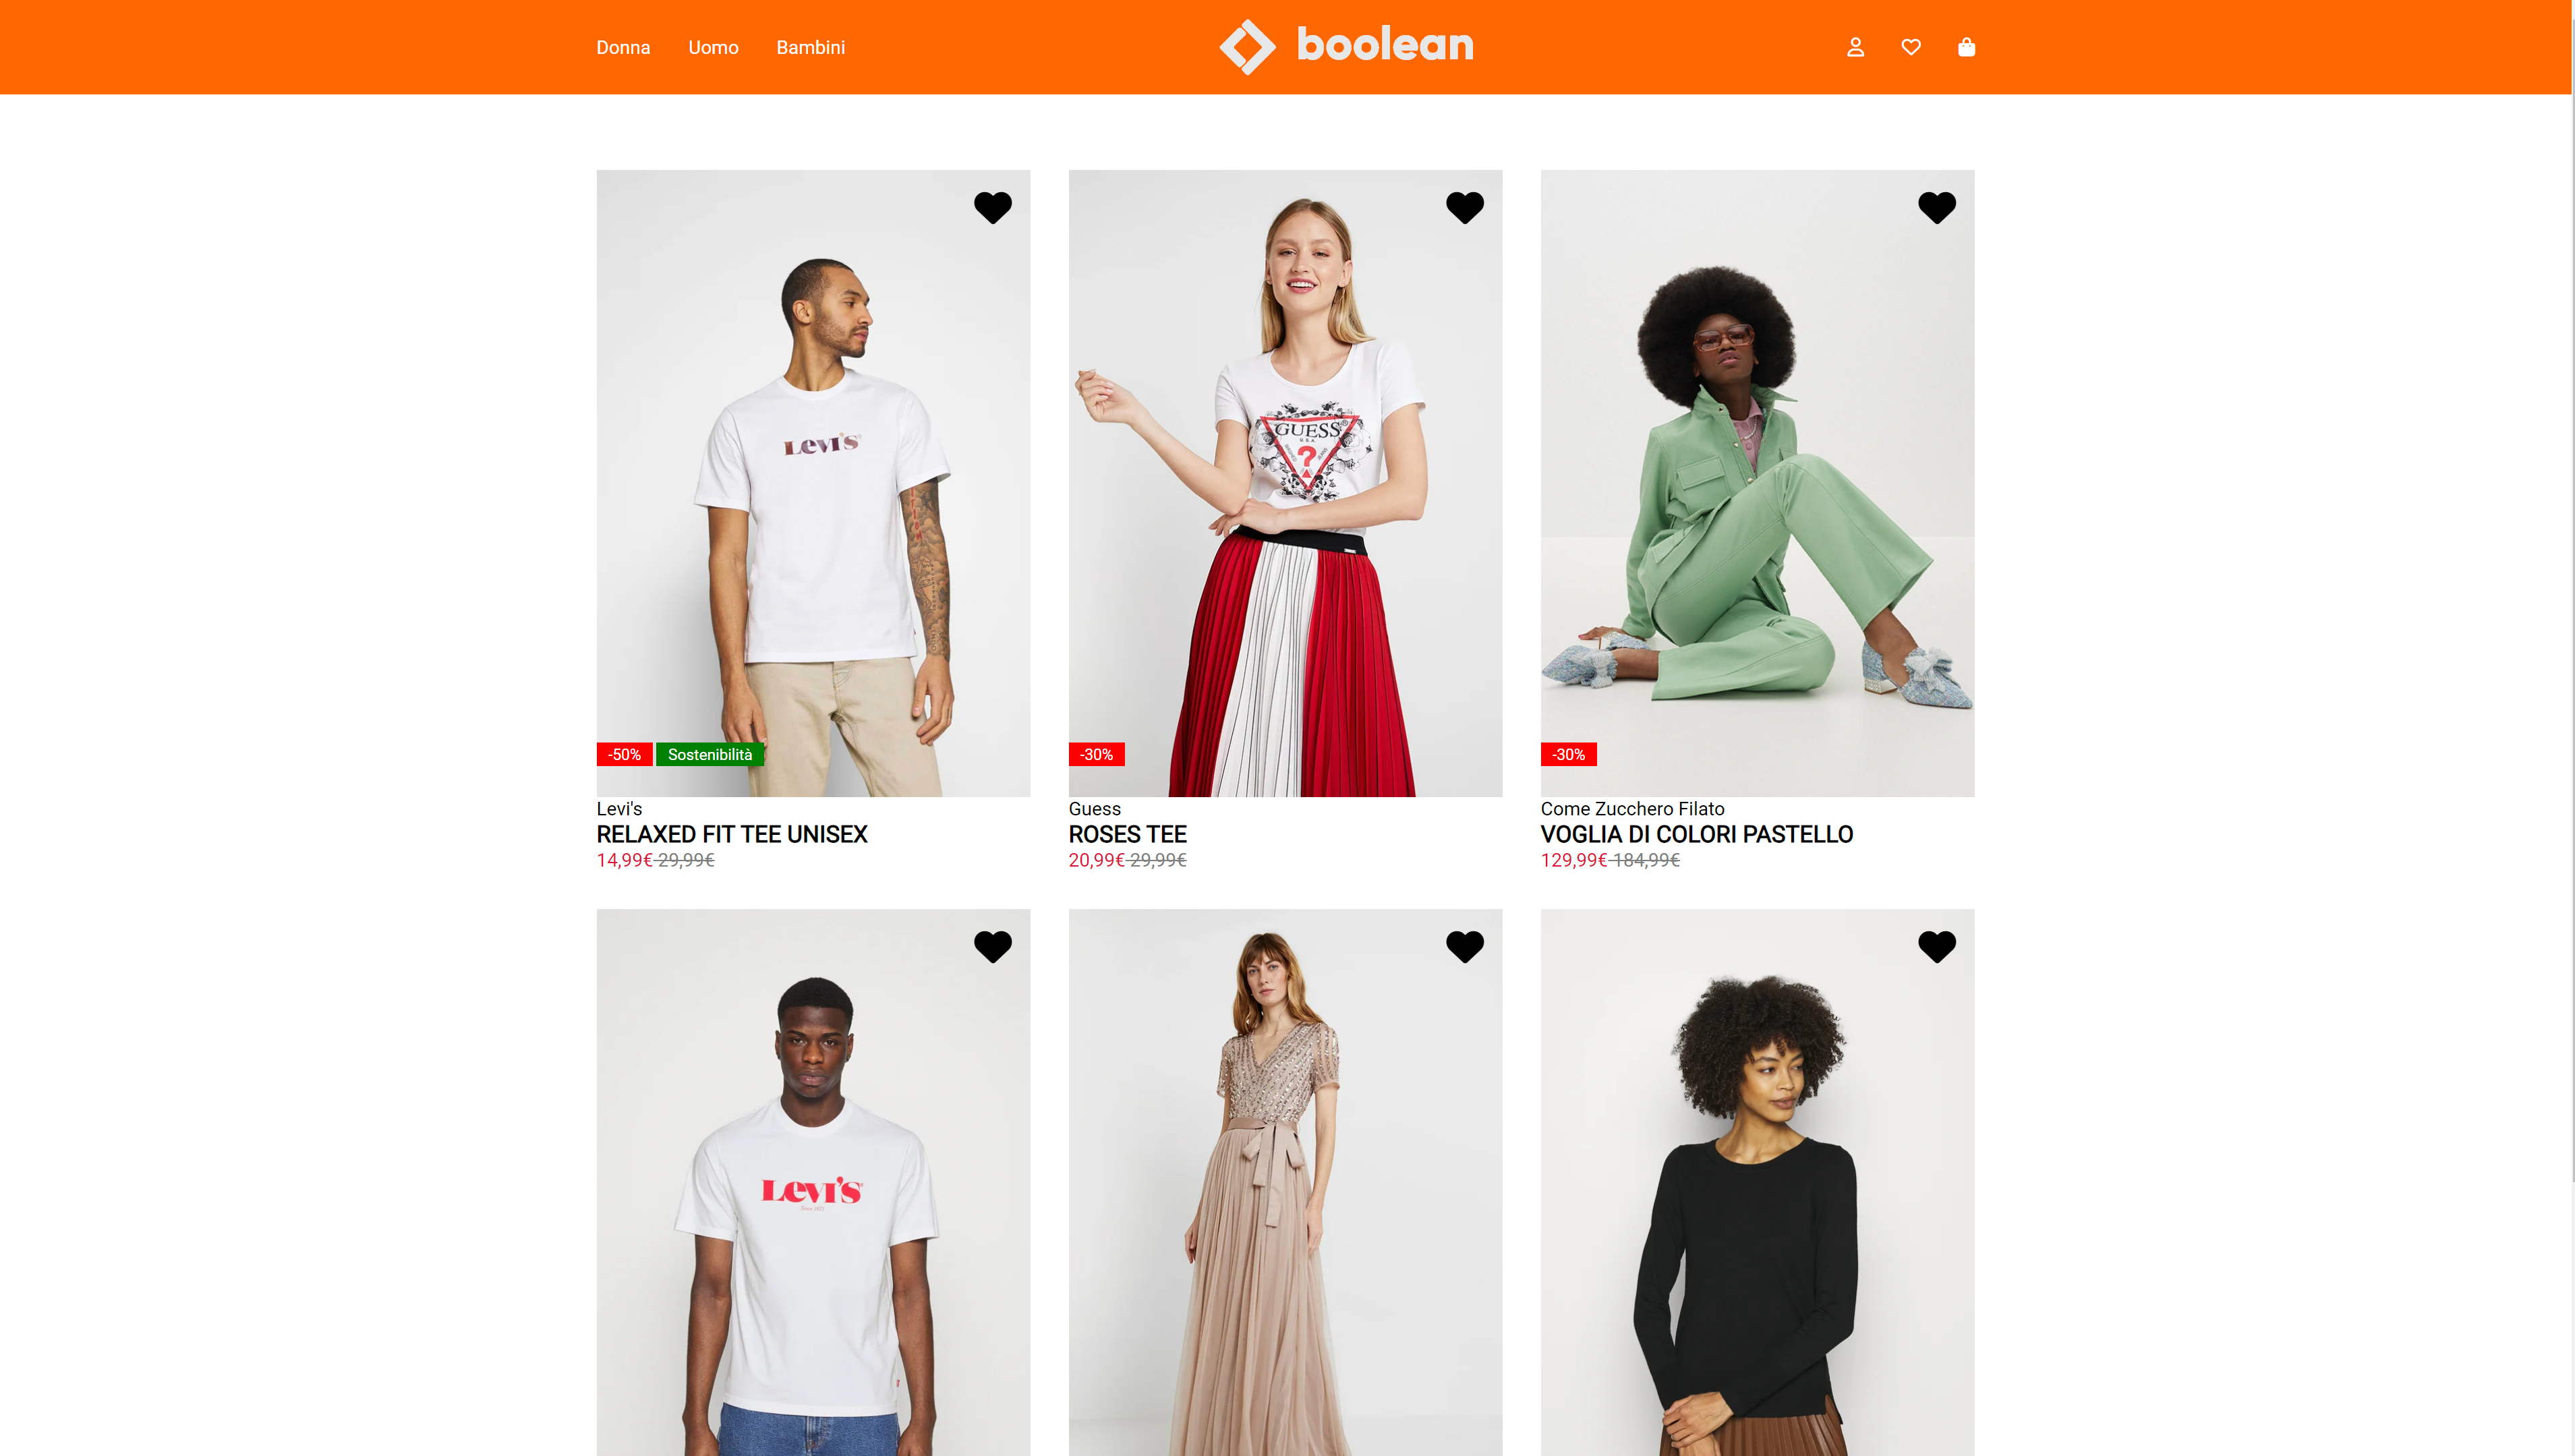 Donna Uomo Bambini boolean
Levi's
GUESS
U.S.A.
?
-50% Sostenibilità
-30%
-30%
Levi's
RELAXED FIT TEE UNISEX
14,99€ 29,99€
Guess
ROSES TEE
20,99€ 29,99€
Come Zucchero Filato
VOGLIA DI COLORI PASTELLO
129,99€ 184,99€
Levi's